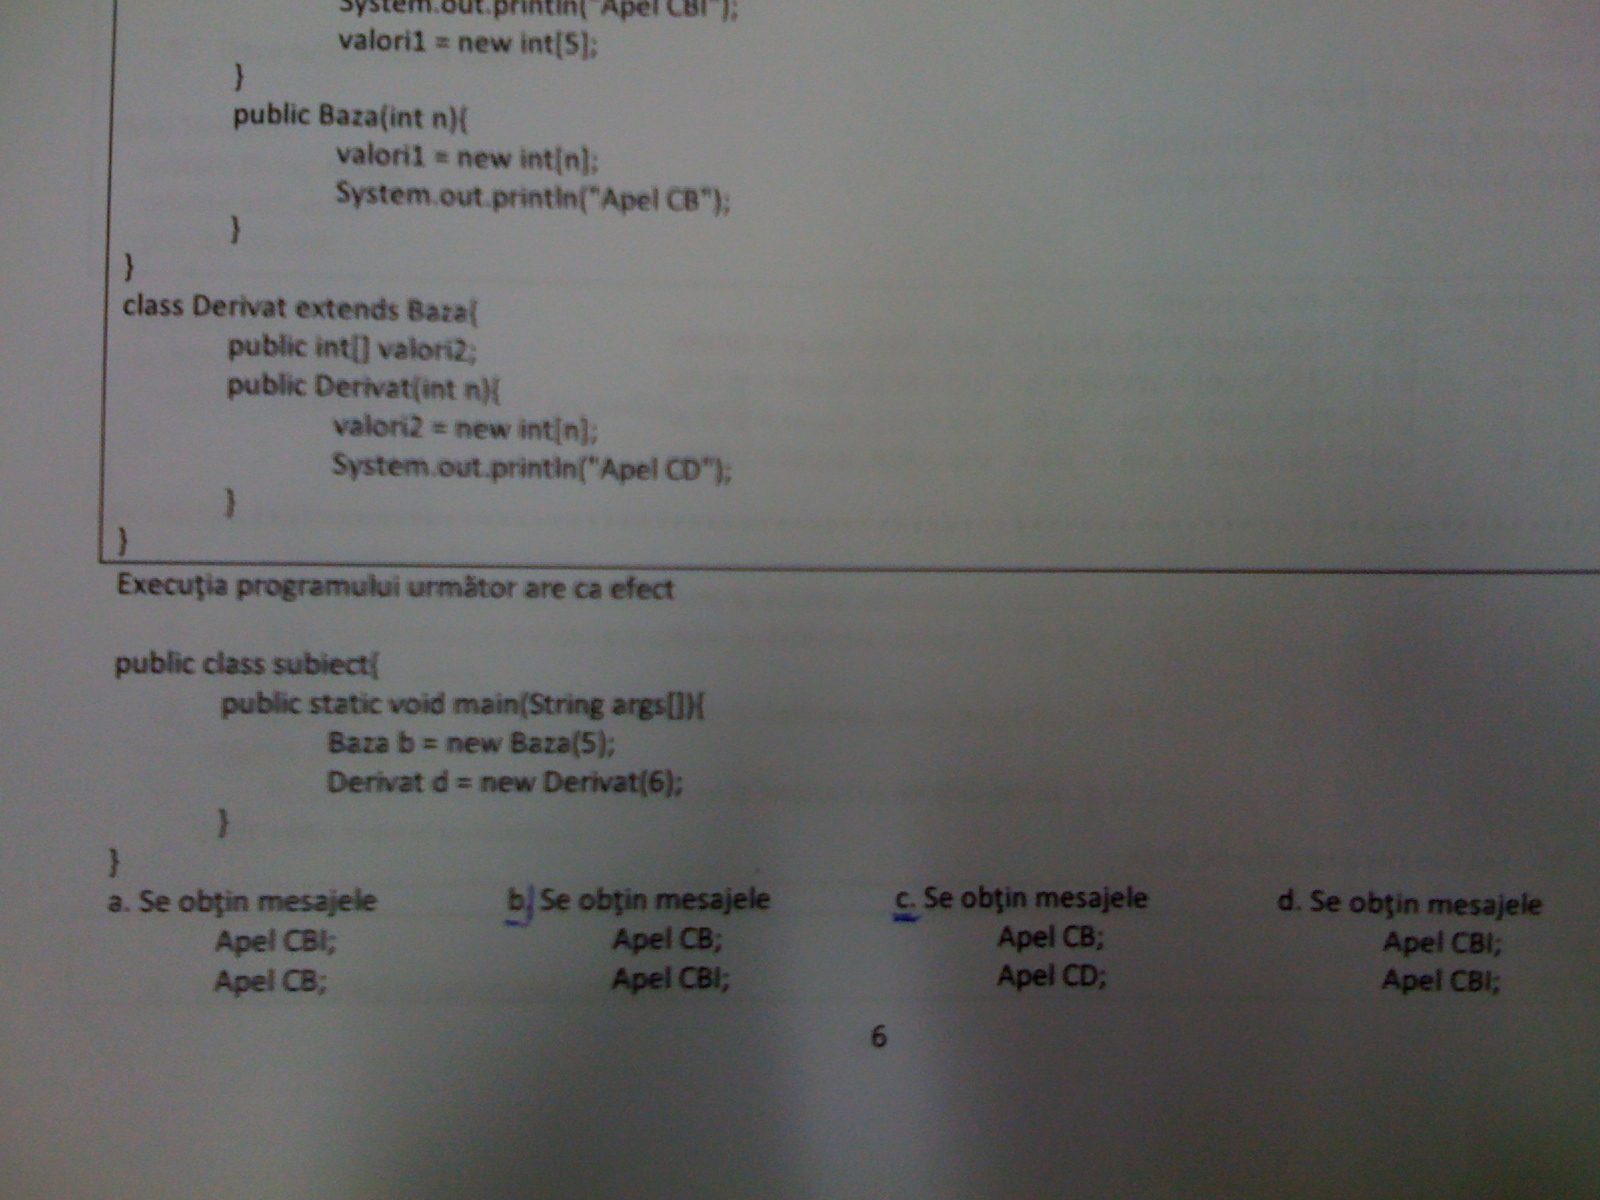 System.out.println("Apel CBI");
valori1 = new int[5];
}
public Baza(int n){
valori1 = new int[n];
System.out.println("Apel CB");
}
}
class Derivat extends Baza{
public int[] valori2;
public Derivat(int n){
valori2 = new int[n];
System.out.println("Apel CD");
}
}
Execuţia programului următor are ca efect
public class subiect{
public static void main(String args[]){
Baza b = new Baza(5);
Derivat d = new Derivat(6);
}
}
a. Se obţin mesajele
Apel CBI;
Apel CB;
b. Se obţin mesajele
Apel CB;
Apel CBI;
c. Se obţin mesajele
Apel CB;
Apel CD;
d. Se obţin mesajele
Apel CBI;
Apel CBI;
6